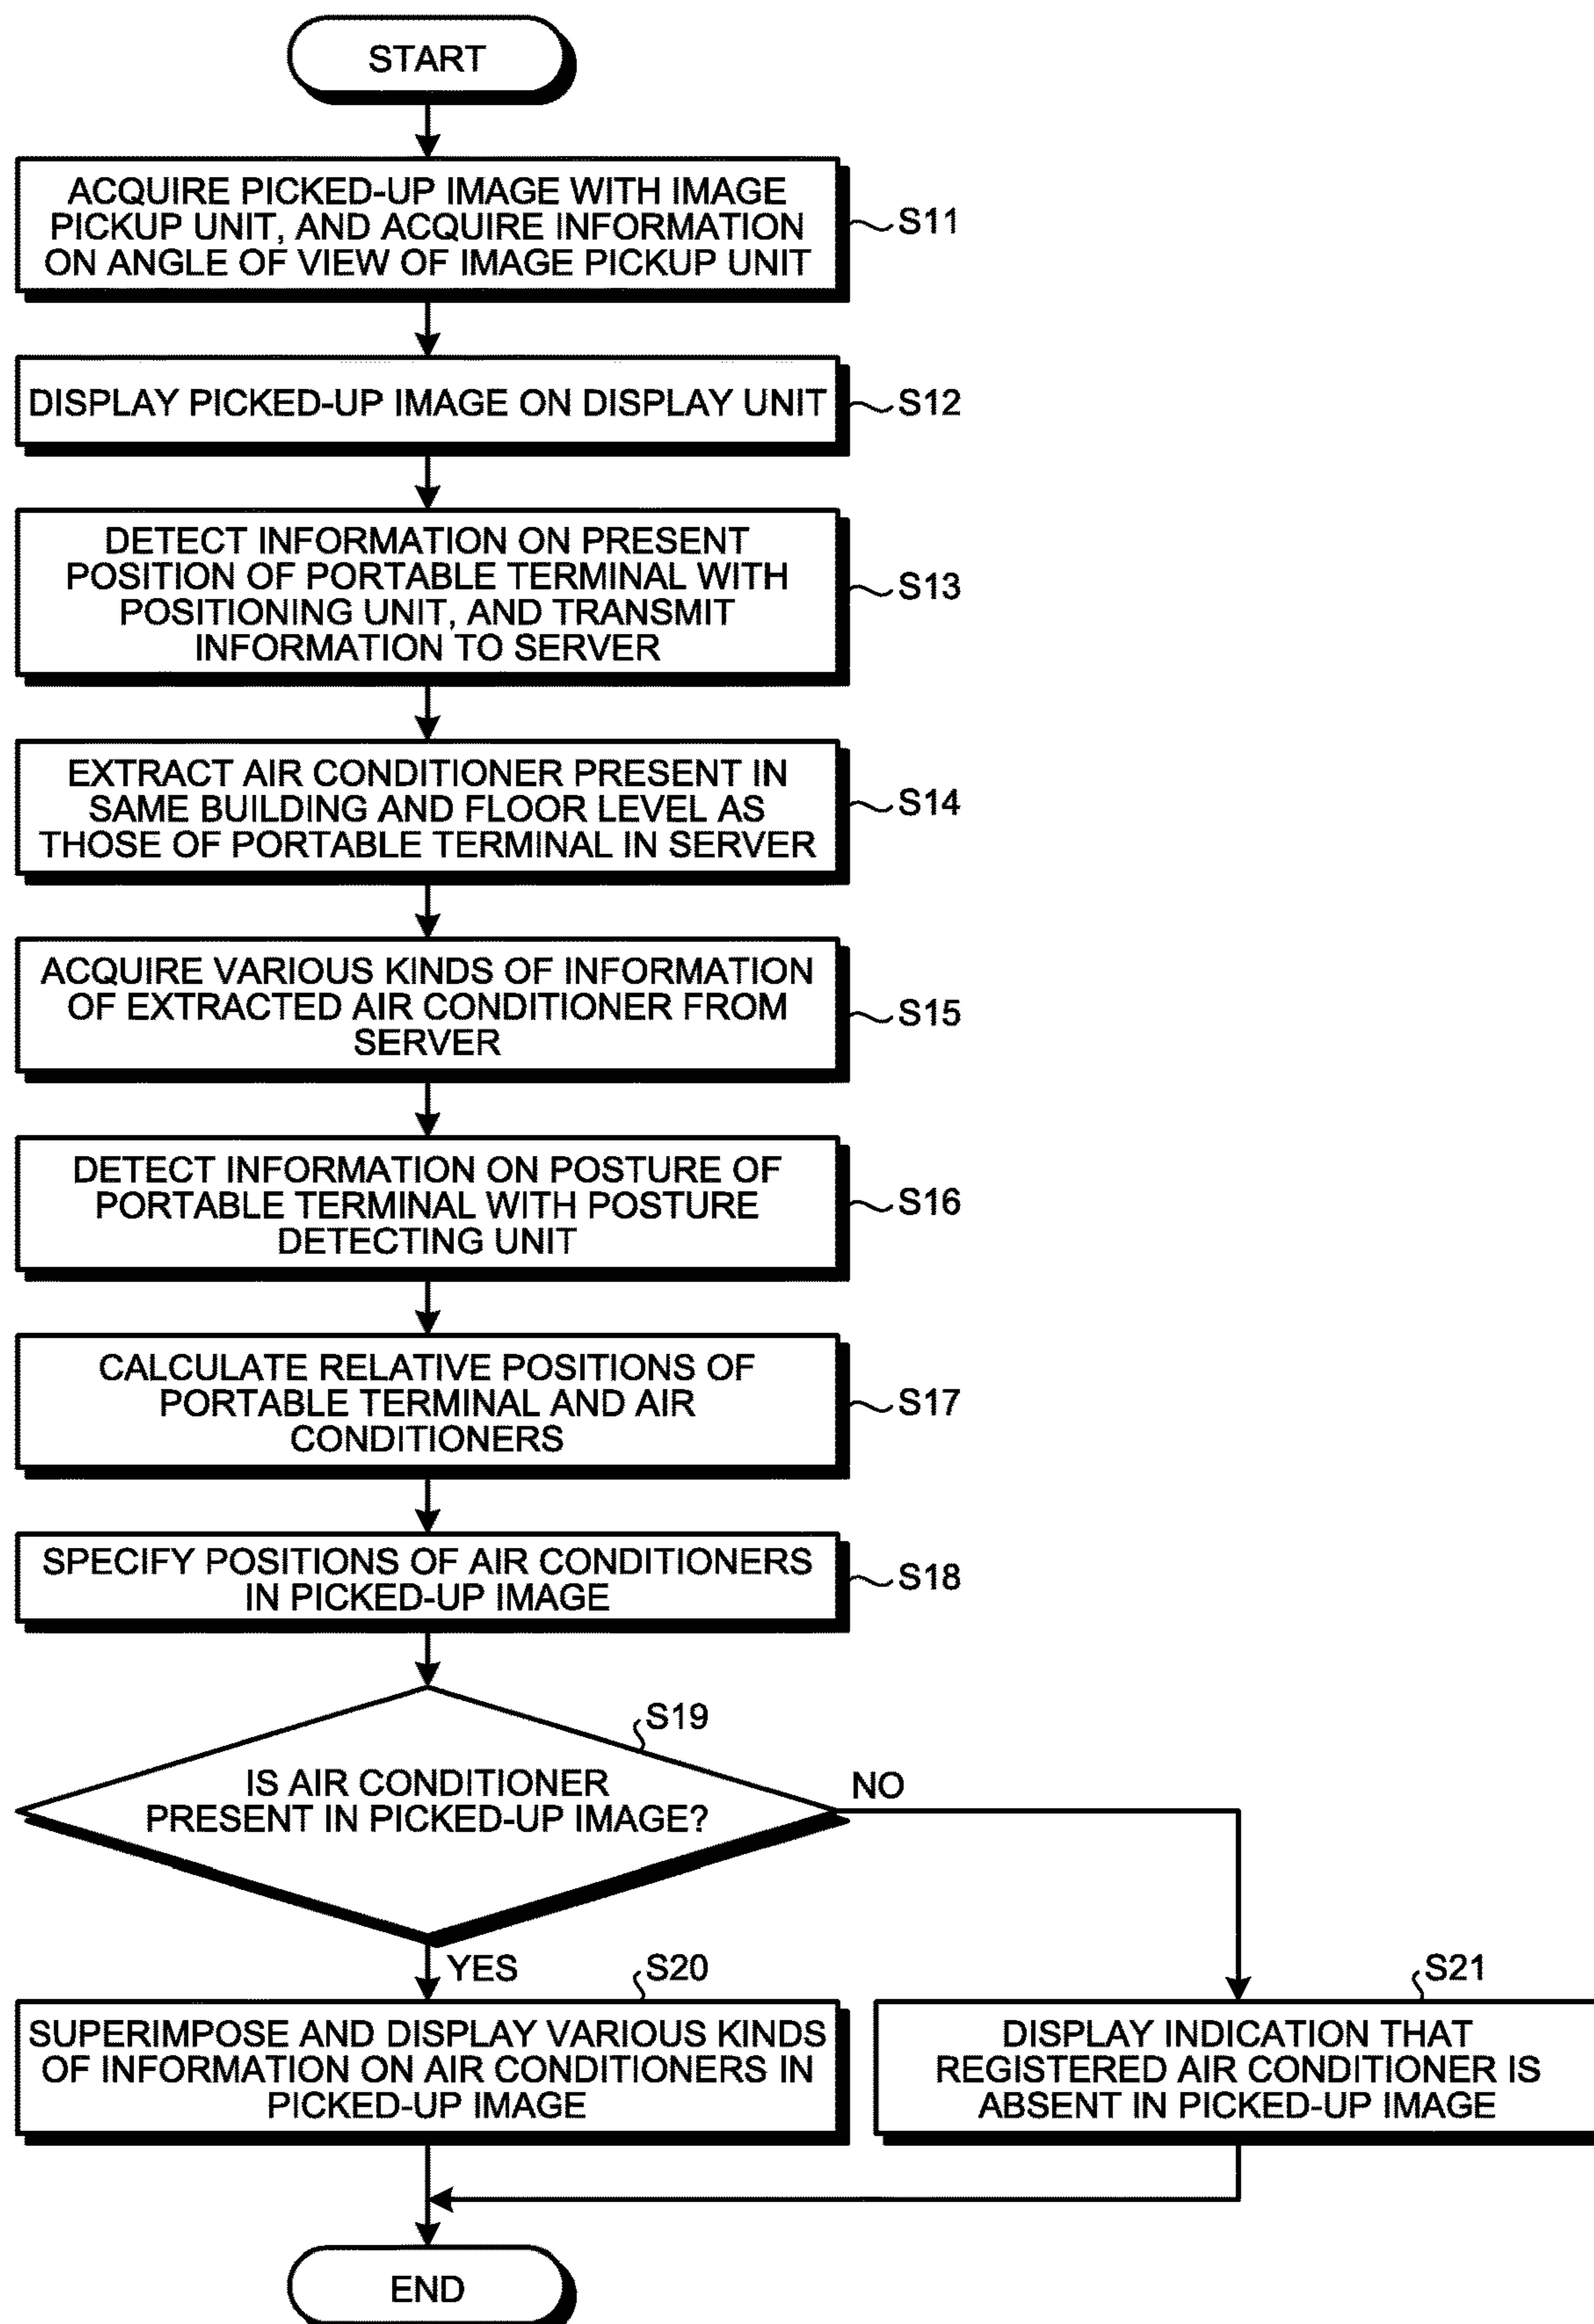 START
ACQUIRE PICKED-UP IMAGE WITH IMAGE
PICKUP UNIT, AND ACQUIRE INFORMATION
ON ANGLE OF VIEW OF IMAGE PICKUP UNIT
S11
DISPLAY PICKED-UP IMAGE ON DISPLAY UNIT
S12
DETECT INFORMATION ON PRESENT
POSITION OF PORTABLE TERMINAL WITH
POSITIONING UNIT, AND TRANSMIT
INFORMATION TO SERVER
S13
EXTRACT AIR CONDITIONER PRESENT IN
SAME BUILDING AND FLOOR LEVEL AS
THOSE OF PORTABLE TERMINAL IN SERVER
S14
ACQUIRE VARIOUS KINDS OF INFORMATION
OF EXTRACTED AIR CONDITIONER FROM
SERVER
S15
DETECT INFORMATION ON POSTURE OF
PORTABLE TERMINAL WITH POSTURE
DETECTING UNIT
S16
CALCULATE RELATIVE POSITIONS OF
PORTABLE TERMINAL AND AIR
CONDITIONERS
S17
SPECIFY POSITIONS OF AIR CONDITIONERS
IN PICKED-UP IMAGE
S18
S19
IS AIR CONDITIONER
PRESENT IN PICKED-UP IMAGE?
NO
YES
S20
SUPERIMPOSE AND DISPLAY VARIOUS KINDS
OF INFORMATION ON AIR CONDITIONERS IN
PICKED-UP IMAGE
S21
DISPLAY INDICATION THAT
REGISTERED AIR CONDITIONER IS
ABSENT IN PICKED-UP IMAGE
END